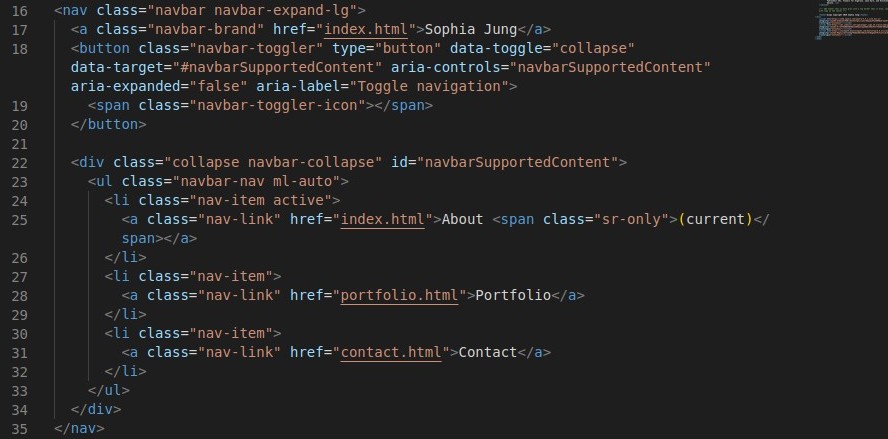 16 <nav class="navbar navbar-expand-lg">
17 <a class="navbar-brand" href="index.html">Sophia Jung</a>
18 <button class="navbar-toggler" type="button" data-toggle="collapse"
data-target="#navbarSupportedContent" aria-controls="navbarSupportedContent"
aria-expanded="false" aria-label="Toggle navigation">
19 <span class="navbar-toggler-icon"></span>
20 </button>
21
22 <div class="collapse navbar-collapse" id="navbarSupportedContent">
23 <ul class="navbar-nav ml-auto">
24 <li class="nav-item active">
25 <a class="nav-link" href="index.html">About <span class="sr-only">(current)</
span></a>
26 </li>
27 <li class="nav-item">
28 <a class="nav-link" href="portfolio.html">Portfolio</a>
29 </li>
30 <li class="nav-item">
31 <a class="nav-link" href="contact.html">Contact</a>
32 </li>
33 </ul>
34 </div>
35 </nav>